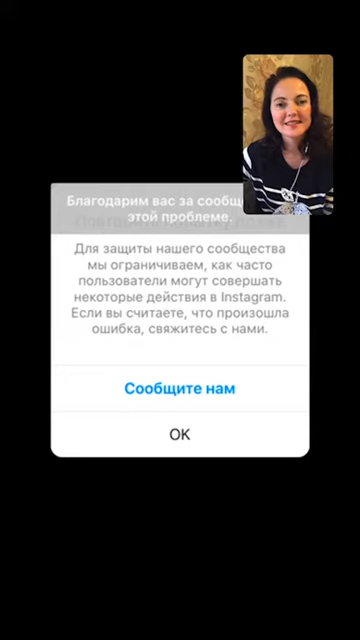 Благодарим вас за сообщ
этой проблеме.
Для защиты нашего сообщества
мы ограничиваем, как часто
пользователи могут совершать
некоторые действия в Instagram.
Если вы считаете, что произошла
ошибка, свяжитесь с нами.
Сообщите нам
OK